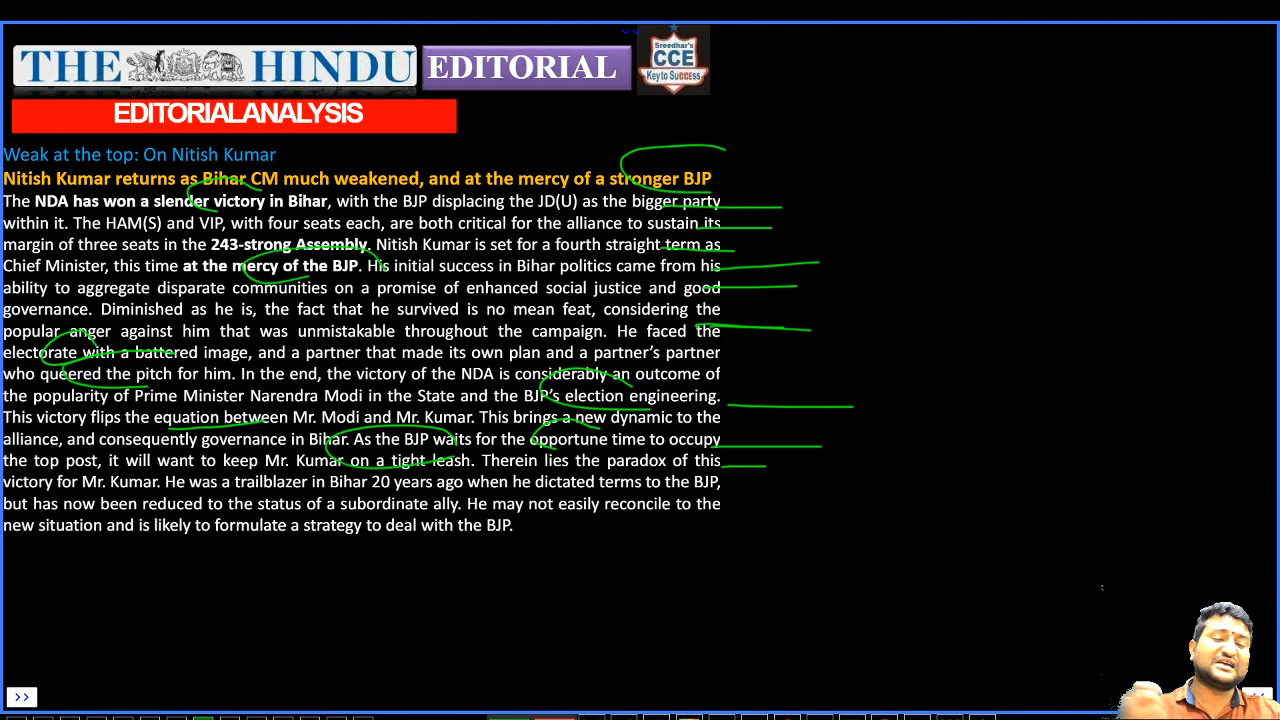 THE HINDU EDITORIAL
Sreedhar's
CCE
Key to Success
EDITORIAL ANALYSIS
Weak at the top: On Nitish Kumar
Nitish Kumar returns as Bihar CM much weakened, and at the mercy of a stronger BJP
The NDA has won a slender victory in Bihar, with the BJP displacing the JD(U) as the bigger party
within it. The HAM(S) and VIP, with four seats each, are both critical for the alliance to sustain its
margin of three seats in the 243-strong Assembly. Nitish Kumar is set for a fourth straight term as
Chief Minister, this time at the mercy of the BJP. His initial success in Bihar politics came from his
ability to aggregate disparate communities on a promise of enhanced social justice and good
governance. Diminished as he is, the fact that he survived is no mean feat, considering the
popular anger against him that was unmistakable throughout the campaign. He faced the
electorate with a battered image, and a partner that made its own plan and a partner's partner
who queered the pitch for him. In the end, the victory of the NDA is considerably an outcome of
the popularity of Prime Minister Narendra Modi in the State and the BJP's election engineering.
This victory flips the equation between Mr. Modi and Mr. Kumar. This brings a new dynamic to the
alliance, and consequently governance in Bihar. As the BJP waits for the opportune time to occupy
the top post, it will want to keep Mr. Kumar on a tight leash. Therein lies the paradox of this
victory for Mr. Kumar. He was a trailblazer in Bihar 20 years ago when he dictated terms to the BJP,
but has now been reduced to the status of a subordinate ally. He may not easily reconcile to the
new situation and is likely to formulate a strategy to deal with the BJP.
>>